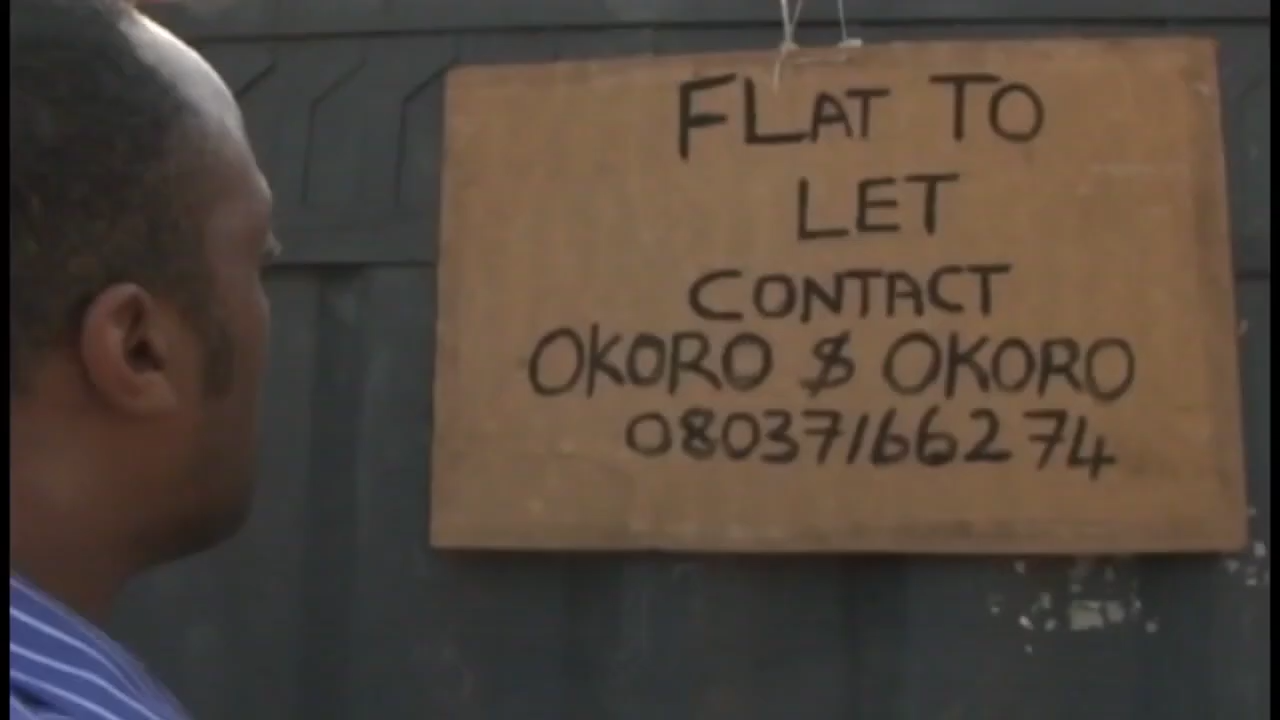 FLAT TO
LET
CONTACT
OKORO $ OKORO
08037166274